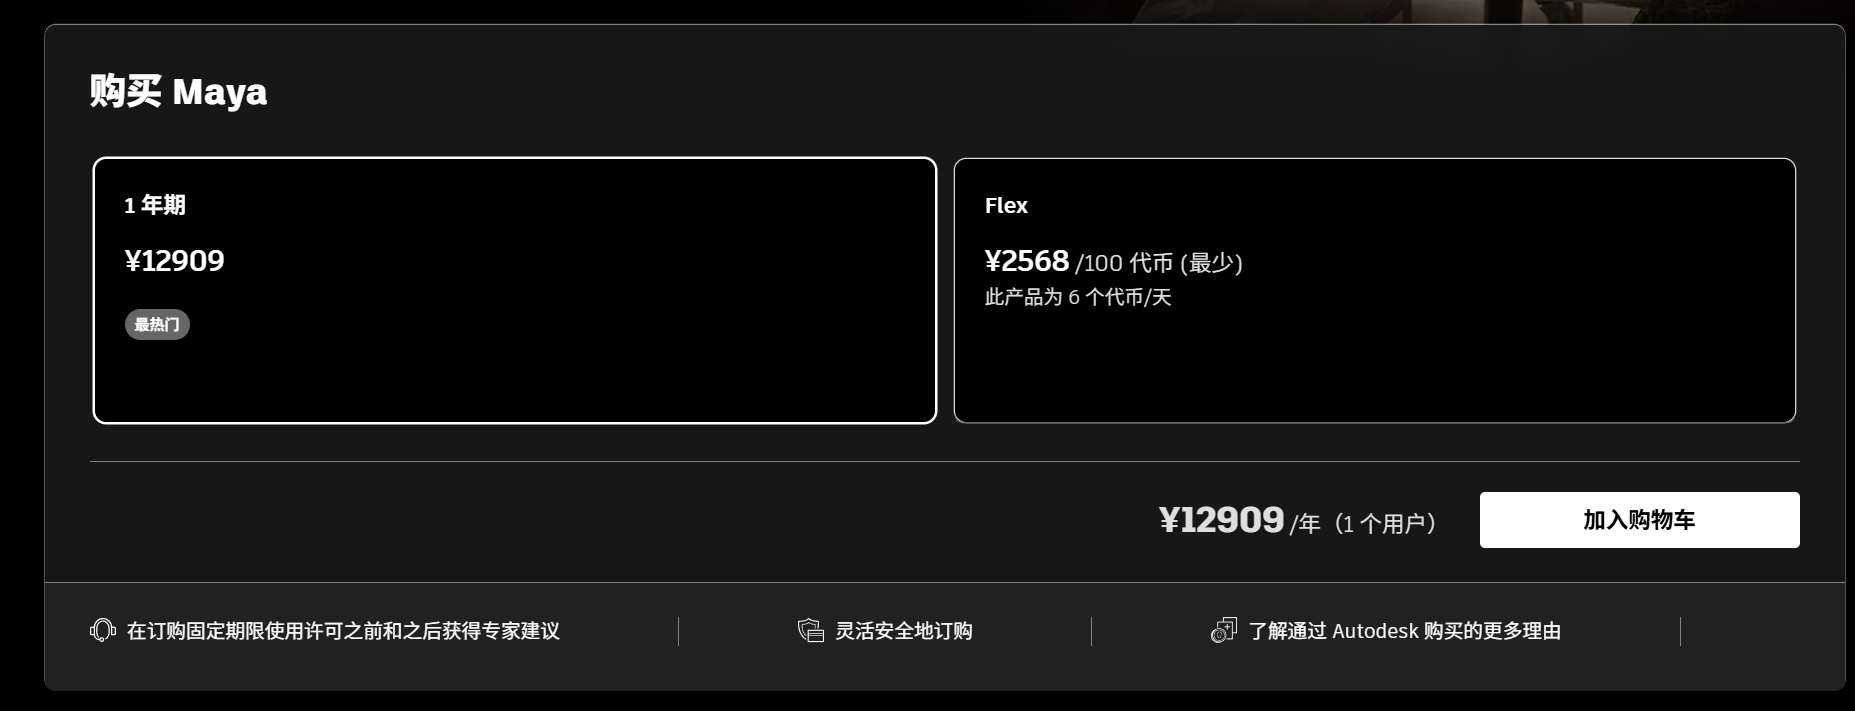 购买 Maya
1 年期
¥12909
最热门
Flex
¥2568 /100 代币 (最少)
此产品为 6 个代币/天
¥12909 /年（1 个用户）
加入购物车
在订购固定期限使用许可之前和之后获得专家建议
灵活安全地订购
了解通过 Autodesk 购买的更多理由